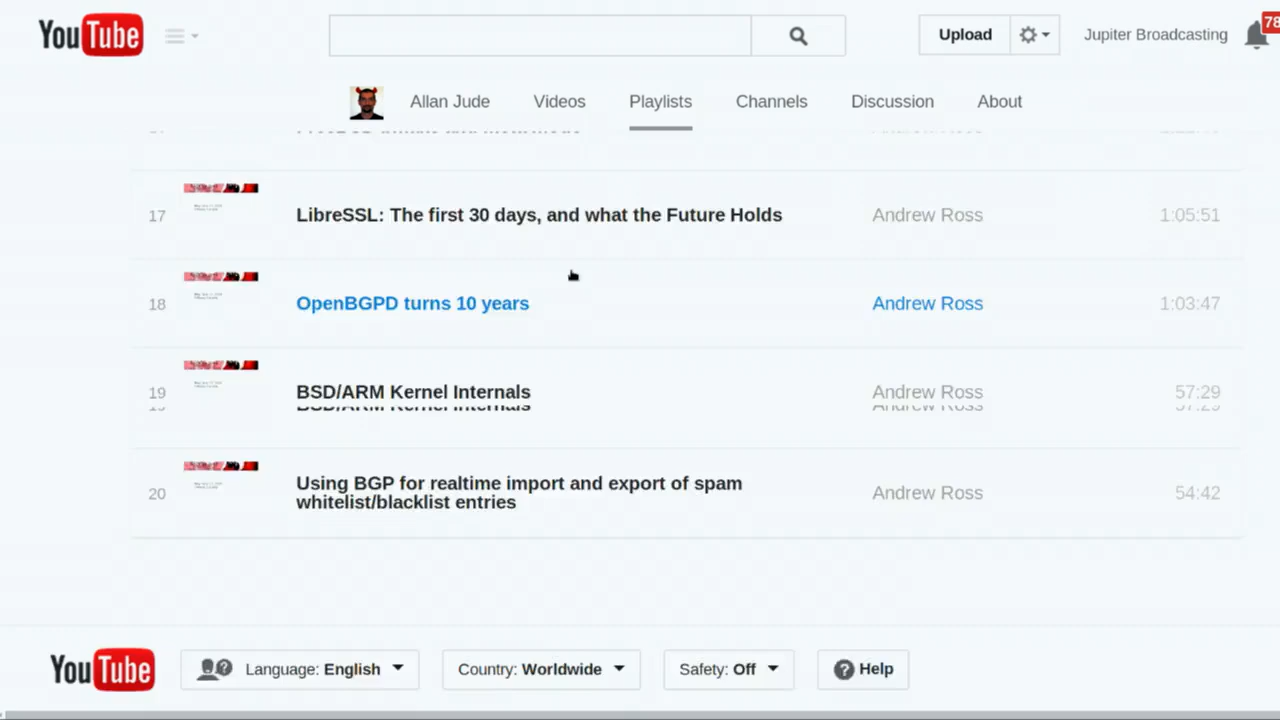 YouTube
Upload
Jupiter Broadcasting
78
Allan Jude
Videos
Playlists
Channels
Discussion
About
17
LibreSSL: The first 30 days, and what the Future Holds
Andrew Ross
1:05:51
18
OpenBGPD turns 10 years
Andrew Ross
1:03:47
19
BSD/ARM Kernel Internals
Andrew Ross
57:29
20
Using BGP for realtime import and export of spam
whitelist/blacklist entries
Andrew Ross
54:42
YouTube
Language: English
Country: Worldwide
Safety: Off
Help